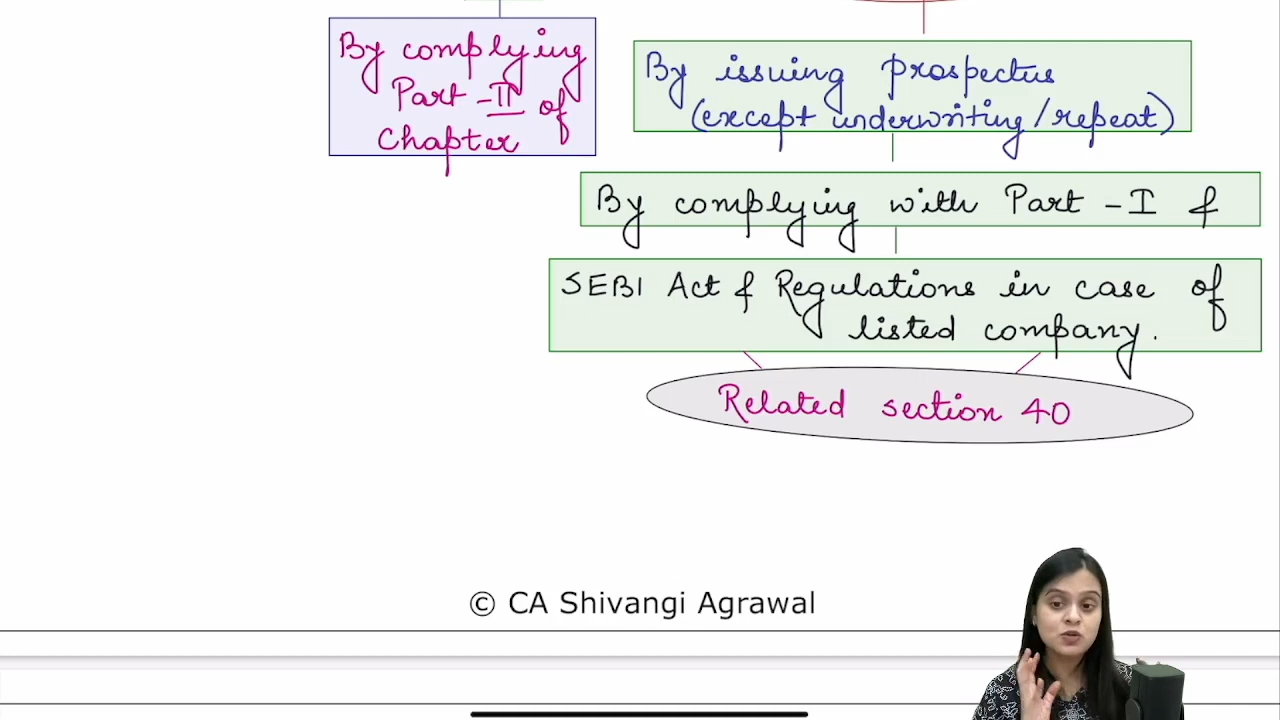 By complying
Part -II of
Chapter
By issuing prospectus
(except underwriting/repeat)
By complying with Part -I &
SEBI Act & Regulations in case of
listed company.
Related section 40
© CA Shivangi Agrawal